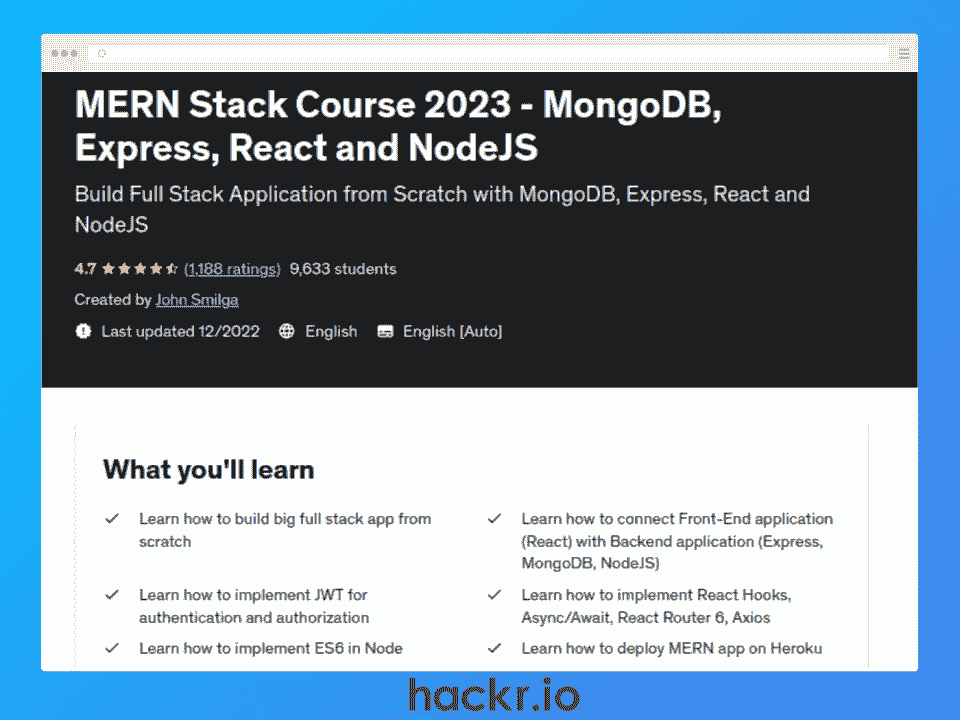 MERN Stack Course 2023 - MongoDB,
Express, React and NodeJS
Build Full Stack Application from Scratch with MongoDB, Express, React and
NodeJS
4.7 (1,188 ratings) 9,633 students
Created by John Smilga
Last updated 12/2022 English English [Auto]
What you'll learn
Learn how to build big full stack app from
scratch
Learn how to connect Front-End application
(React) with Backend application (Express,
MongoDB, NodeJS)
Learn how to implement JWT for
authentication and authorization
Learn how to implement React Hooks,
Async/Await, React Router 6, Axios
Learn how to implement ES6 in Node
Learn how to deploy MERN app on Heroku
hackr.io